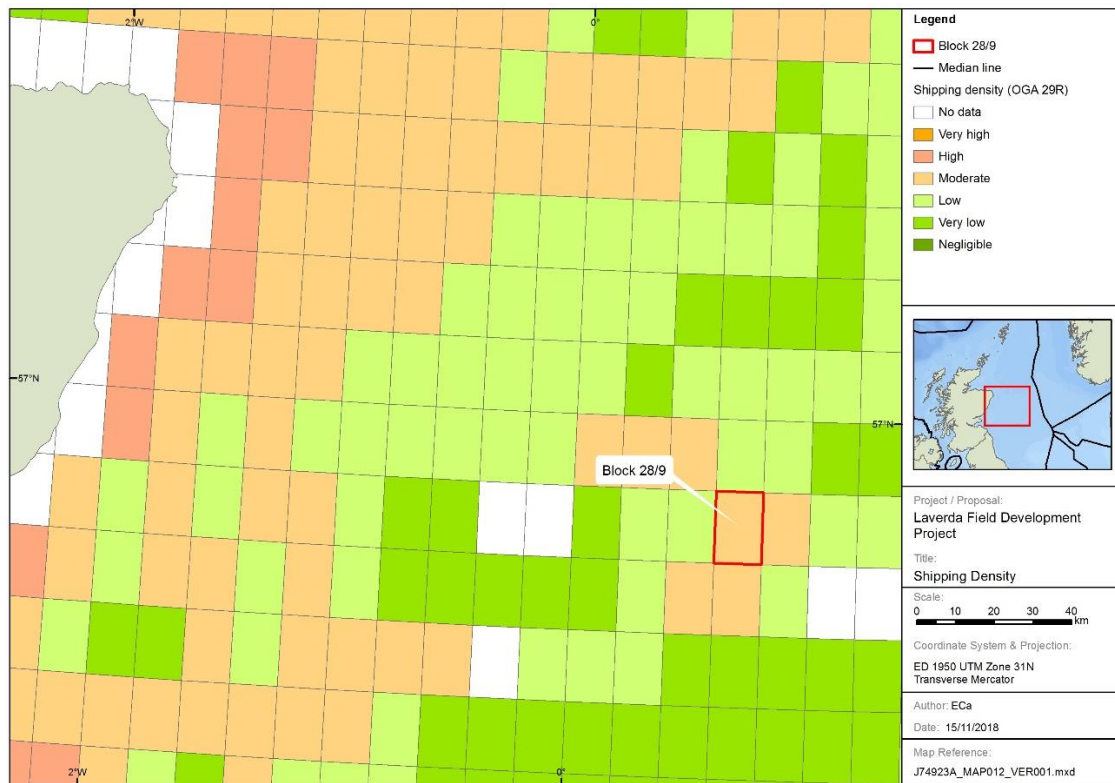 2°W
0°
57°N
57°N
Block 28/9
2°W
0°
Legend
Block 28/9
Median line
Shipping density (OGA 29R)
No data
Very high
High
Moderate
Low
Very low
Negligible
Project / Proposal:
Laverda Field Development
Project
Title:
Shipping Density
Scale:
0 10 20 30 40
km
Coordinate System & Projection:
ED 1950 UTM Zone 31N
Transverse Mercator
Author: ECa
Date: 15/11/2018
Map Reference:
J74923A_MAP012_VER001.mxd